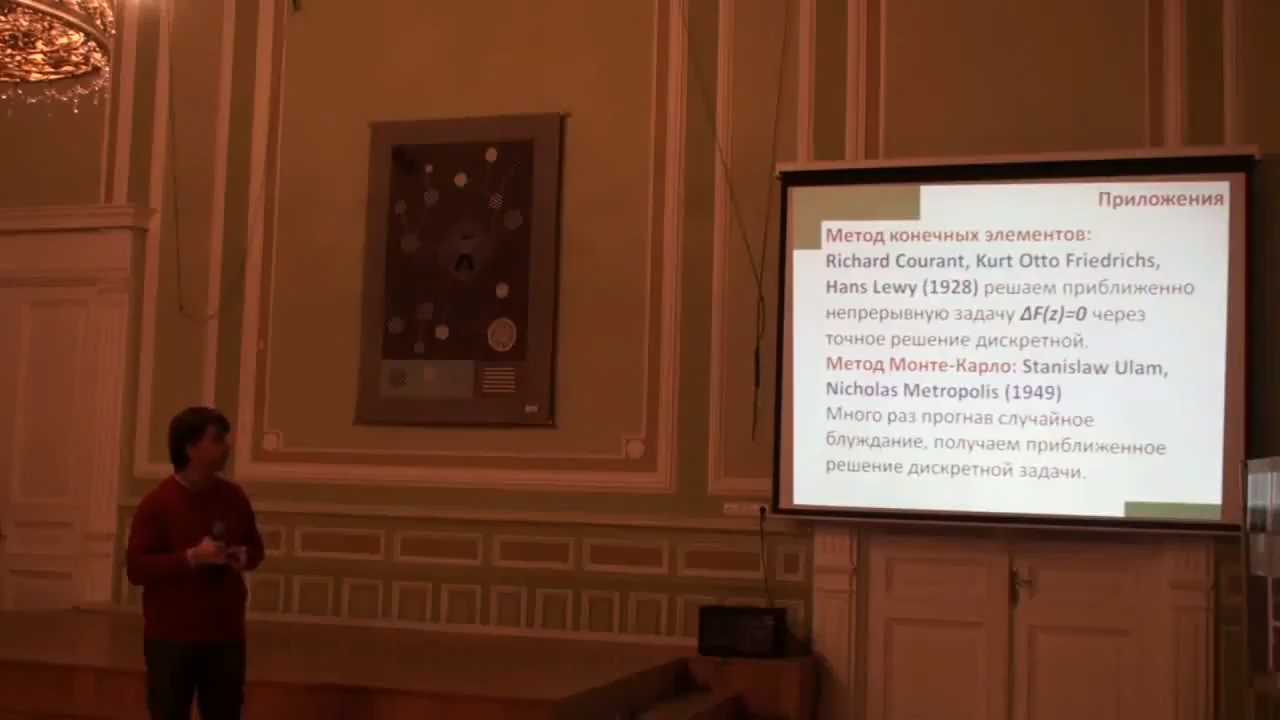 Приложения
Метод конечных элементов:
Richard Courant, Kurt Otto Friedrichs,
Hans Lewy (1928) решаем приближенно
непрерывную задачу ΔF(z)=0 через
точное решение дискретной.
Метод Монте-Карло: Stanislaw Ulam,
Nicholas Metropolis (1949)
Много раз прогнав случайное
блуждание, получаем приближенное
решение дискретной задачи.